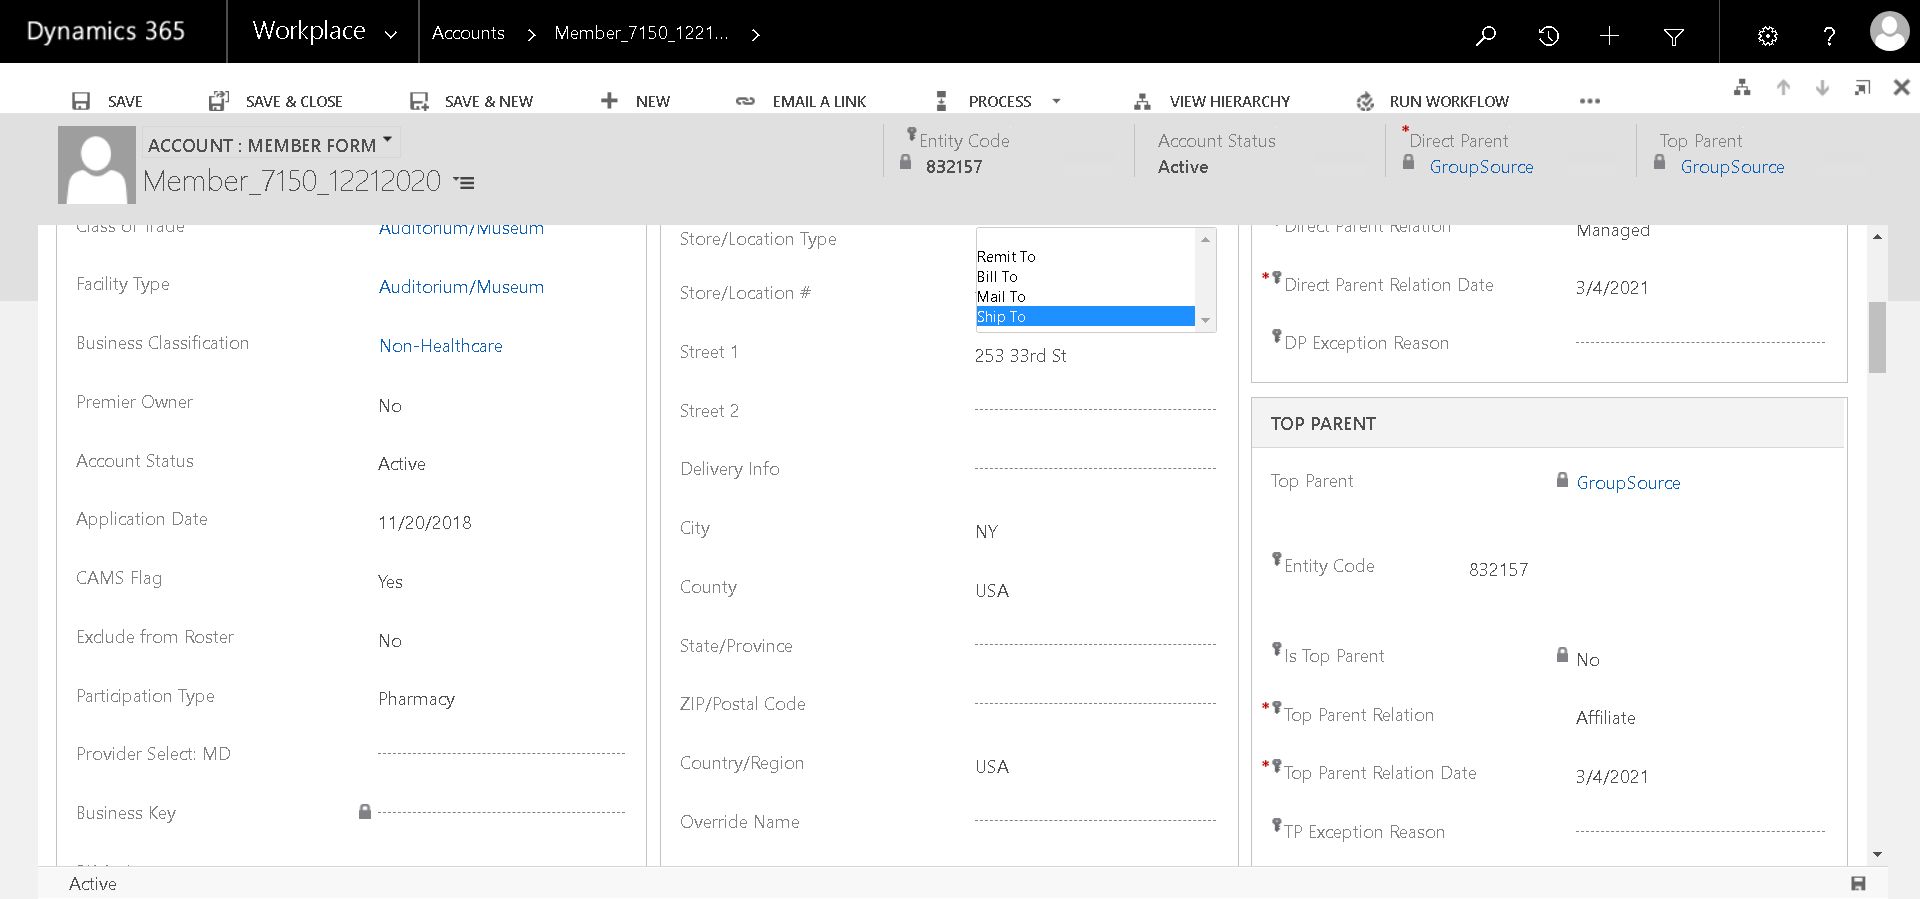 Dynamics 365
Workplace
Accounts
Member_7150_1221...
SAVE
SAVE & CLOSE
SAVE & NEW
NEW
EMAIL A LINK
PROCESS
VIEW HIERARCHY
RUN WORKFLOW
ACCOUNT : MEMBER FORM
Member_7150_12212020
Entity Code
832157
Account Status
Active
*Direct Parent
GroupSource
Top Parent
GroupSource
Class of Trade
Auditorium/Museum
Facility Type
Auditorium/Museum
Business Classification
Non-Healthcare
Premier Owner
No
Account Status
Active
Application Date
11/20/2018
CAMS Flag
Yes
Exclude from Roster
No
Participation Type
Pharmacy
Provider Select: MD
Business Key
Store/Location Type
Remit To
Bill To
Mail To
Ship To
Store/Location #
Street 1
253 33rd St
Street 2
Delivery Info
City
NY
County
USA
State/Province
ZIP/Postal Code
Country/Region
USA
Override Name
Direct Parent Relation
Managed
*Direct Parent Relation Date
3/4/2021
DP Exception Reason
TOP PARENT
Top Parent
GroupSource
Entity Code
832157
Is Top Parent
No
*Top Parent Relation
Affiliate
*Top Parent Relation Date
3/4/2021
TP Exception Reason
Active